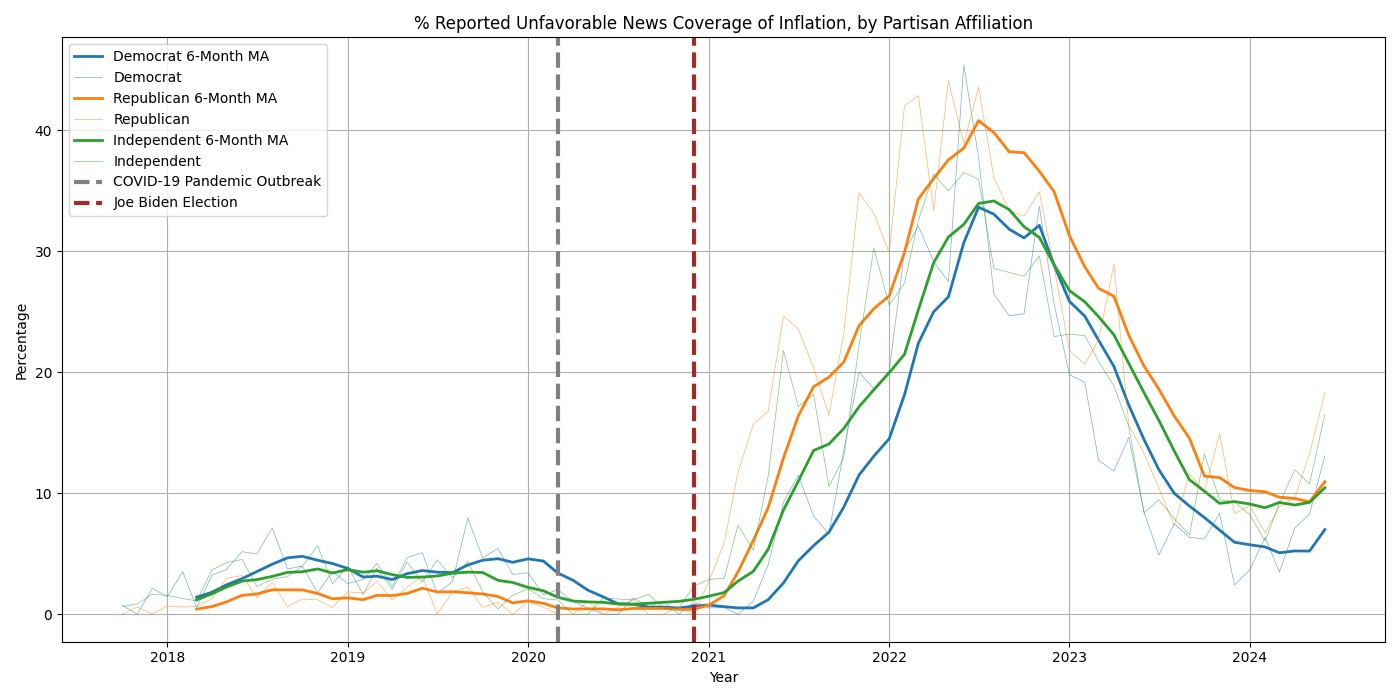 % Reported Unfavorable News Coverage of Inflation, by Partisan Affiliation
Democrat 6-Month MA
Democrat
Republican 6-Month MA
Republican
Independent 6-Month MA
Independent
COVID-19 Pandemic Outbreak
Joe Biden Election
Percentage
40
30
20
10
0
2018 2019 2020 2021 2022 2023 2024
Year